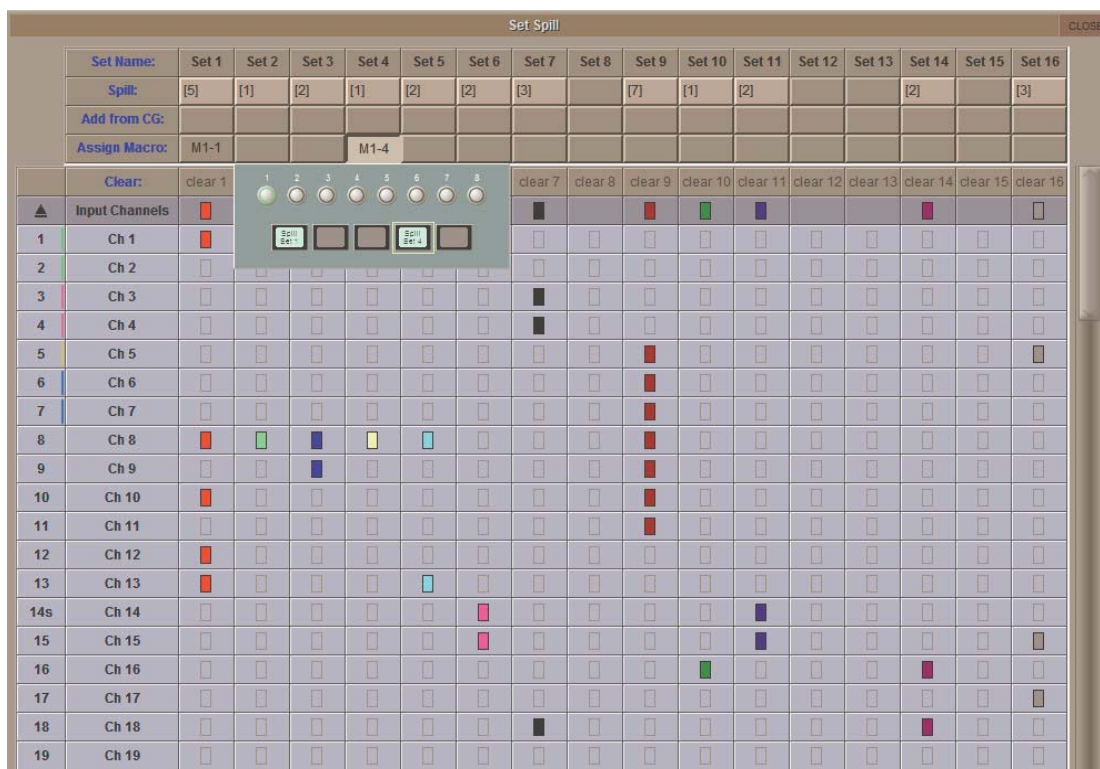 Set Spill
CLOSE
Set Name: Set 1 Set 2 Set 3 Set 4 Set 5 Set 6 Set 7 Set 8 Set 9 Set 10 Set 11 Set 12 Set 13 Set 14 Set 15 Set 16
Spill: [5] [1] [2] [1] [2] [2] [3] [7] [1] [2] [2] [3]
Add from CG:
Assign Macro: M1-1 M1-4
Clear: clear 1 clear 7 clear 8 clear 9 clear 10 clear 11 clear 12 clear 13 clear 14 clear 15 clear 16
1 2 3 4 5 6 7 8
Spill Spill
Set 1 Set 4
Input Channels
1 Ch 1
2 Ch 2
3 Ch 3
4 Ch 4
5 Ch 5
6 Ch 6
7 Ch 7
8 Ch 8
9 Ch 9
10 Ch 10
11 Ch 11
12 Ch 12
13 Ch 13
14s Ch 14
15 Ch 15
16 Ch 16
17 Ch 17
18 Ch 18
19 Ch 19